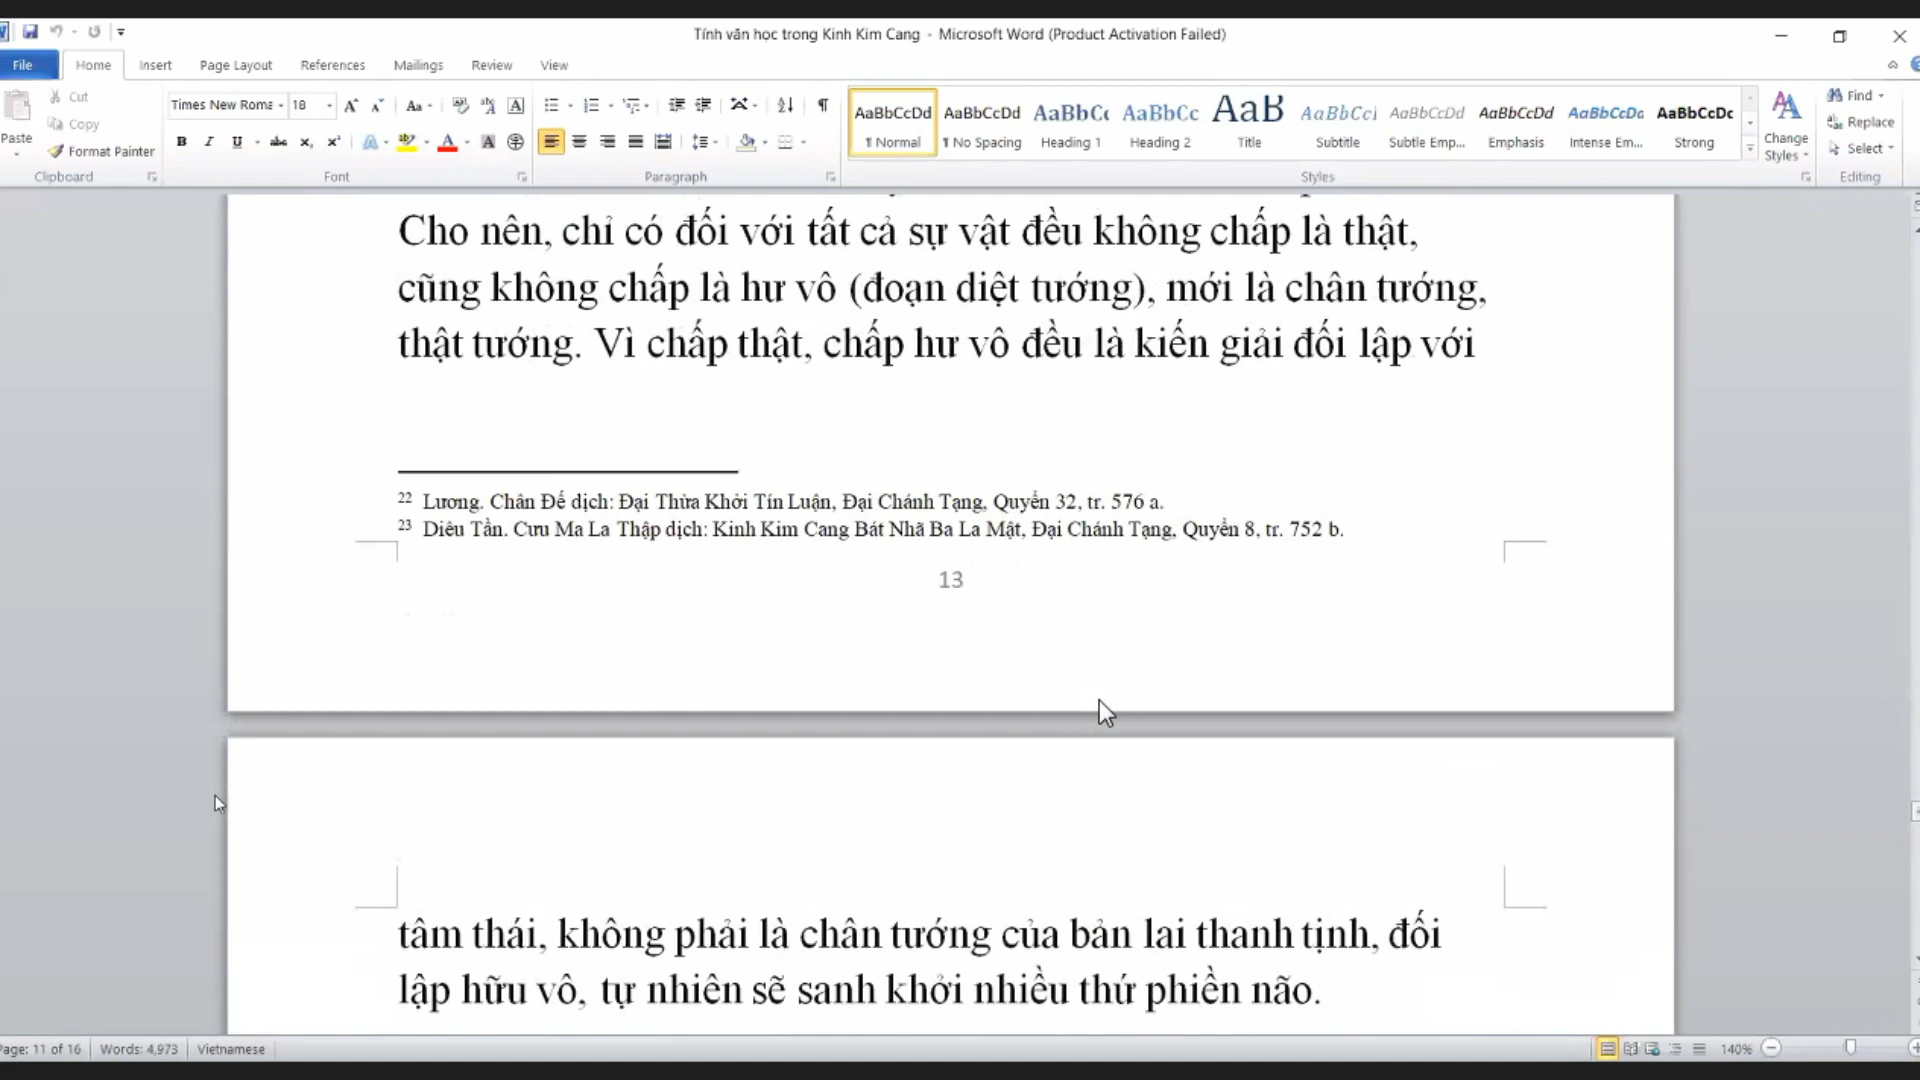 Tính văn học trong Kinh Kim Cang - Microsoft Word (Product Activation Failed)
File Home Insert Page Layout References Mailings Review View
Paste
Cut
Copy
Format Painter
Clipboard
Times New Roma 18
Font
Paragraph
AaBbCcDd AaBbCcDd AaBbCc AaBbCc AaB AaBbCcI AaBbCcDd AaBbCcDd AaBbCcDc AaBbCcDc
¶ Normal ¶ No Spacing Heading 1 Heading 2 Title Subtitle Subtle Emp... Emphasis Intense Em... Strong
Styles
Change
Styles
Find
Replace
Select
Editing
Cho nên, chỉ có đối với tất cả sự vật đều không chấp là thật,
cũng không chấp là hư vô (đoạn diệt tướng), mới là chân tướng,
thật tướng. Vì chấp thật, chấp hư vô đều là kiến giải đối lập với
22 Lương. Chân Đế dịch: Đại Thừa Khởi Tín Luận, Đại Chánh Tạng, Quyển 32, tr. 576 a.
23 Diêu Tần. Cưu Ma La Thập dịch: Kinh Kim Cang Bát Nhã Ba La Mật, Đại Chánh Tạng, Quyển 8, tr. 752 b.
13
tâm thái, không phải là chân tướng của bản lai thanh tịnh, đối
lập hữu vô, tự nhiên sẽ sanh khởi nhiều thứ phiền não.
Page: 11 of 16 Words: 4,973 Vietnamese 140%